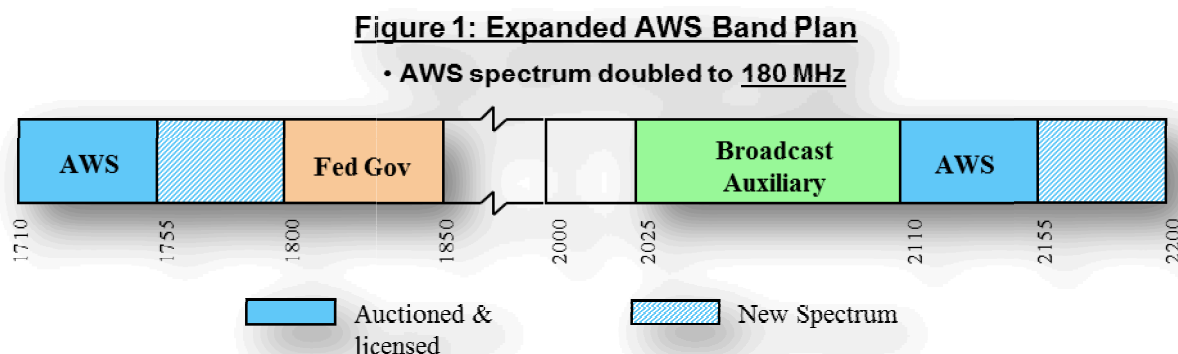 Figure 1: Expanded AWS Band Plan
• AWS spectrum doubled to 180 MHz
AWS
Fed Gov
Broadcast
Auxiliary
AWS
1710
1755
1800
1850
2000
2025
2110
2155
2200
Auctioned &
licensed
New Spectrum